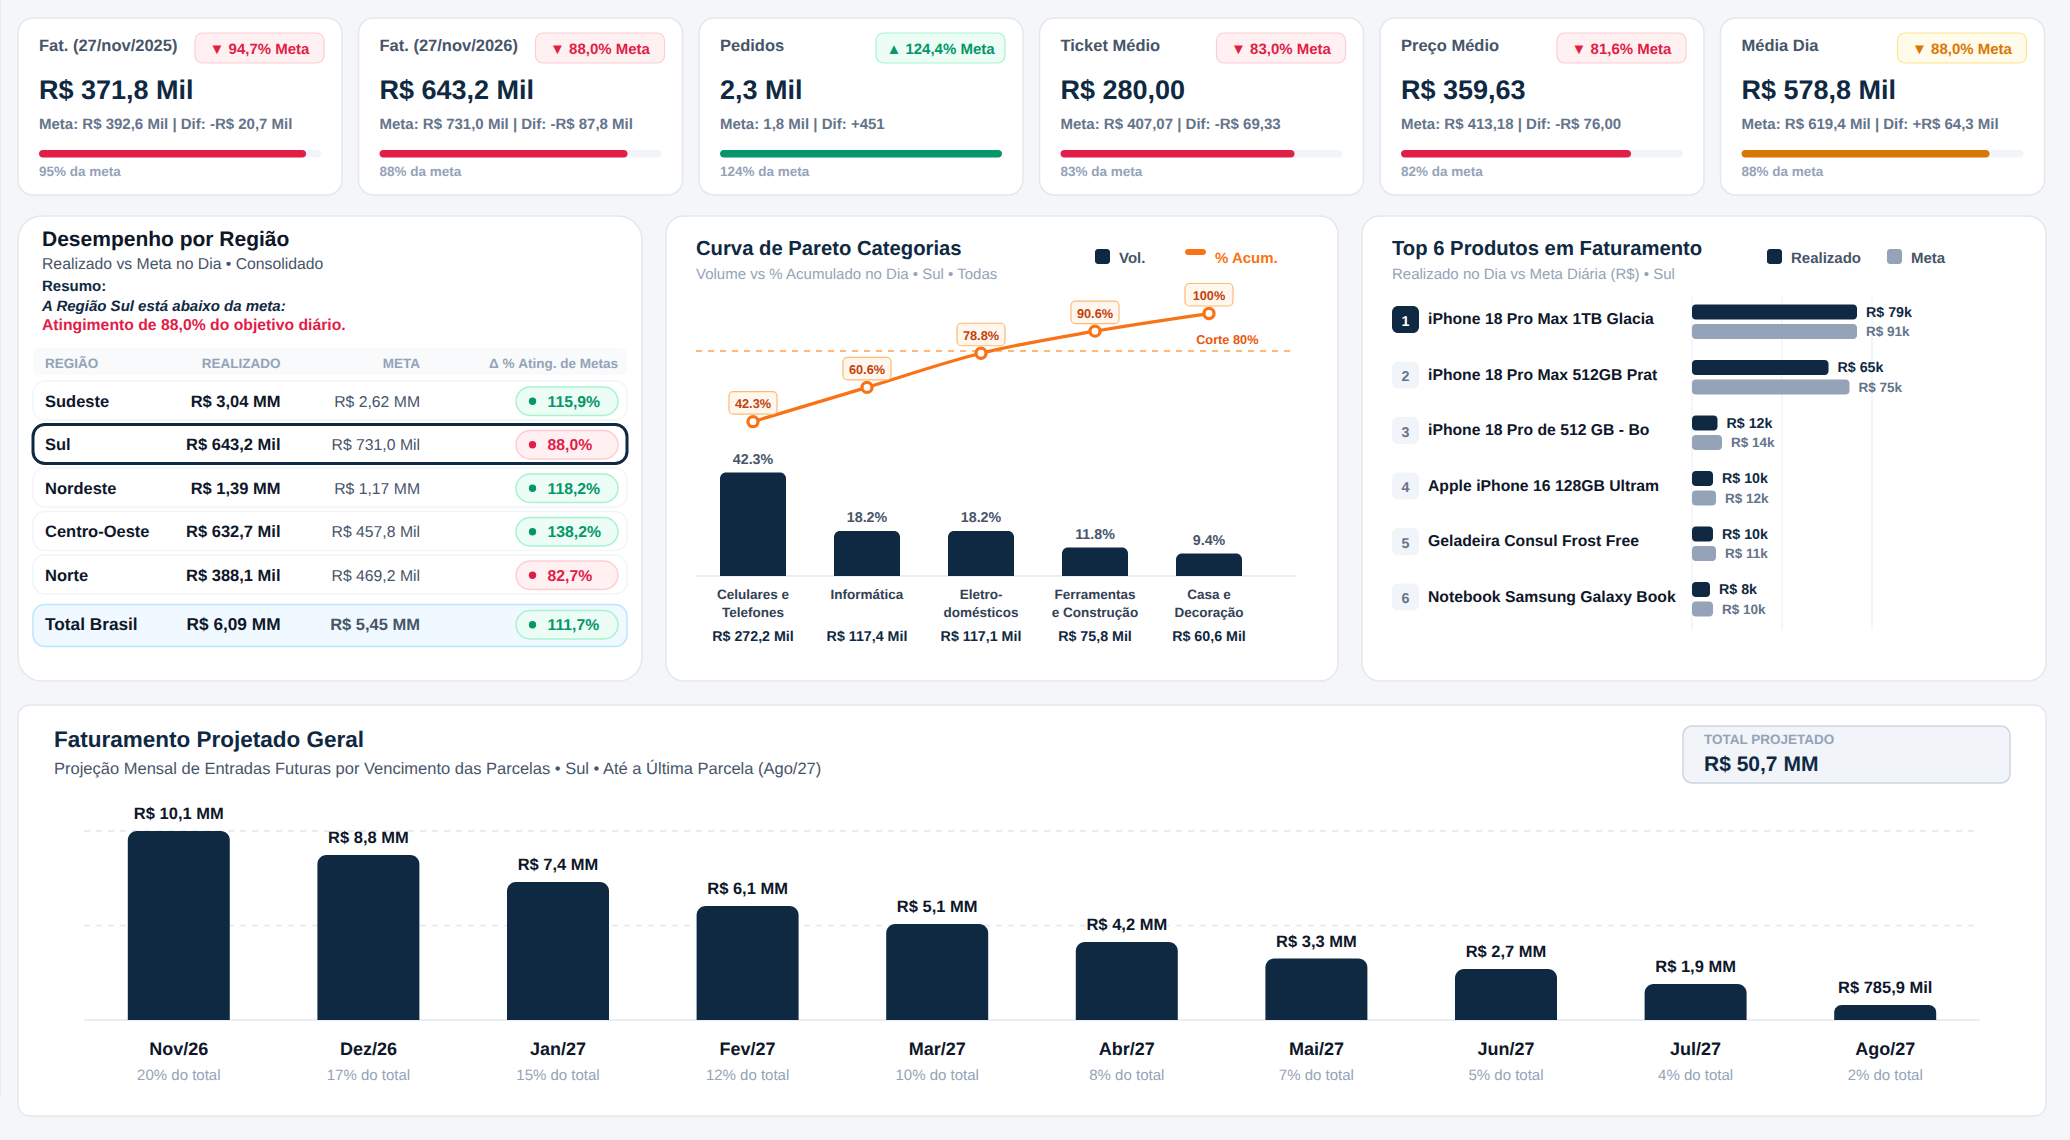 Fat. (27/nov/2025)
▼ 94,7% Meta
R$ 371,8 Mil
Meta: R$ 392,6 Mil | Dif: -R$ 20,7 Mil
95% da meta
Fat. (27/nov/2026)
▼ 88,0% Meta
R$ 643,2 Mil
Meta: R$ 731,0 Mil | Dif: -R$ 87,8 Mil
88% da meta
Pedidos
▲ 124,4% Meta
2,3 Mil
Meta: 1,8 Mil | Dif: +451
124% da meta
Ticket Médio
▼ 83,0% Meta
R$ 280,00
Meta: R$ 407,07 | Dif: -R$ 69,33
83% da meta
Preço Médio
▼ 81,6% Meta
R$ 359,63
Meta: R$ 413,18 | Dif: -R$ 76,00
82% da meta
Média Dia
▼ 88,0% Meta
R$ 578,8 Mil
Meta: R$ 619,4 Mil | Dif: +R$ 64,3 Mil
88% da meta
Desempenho por Região
Realizado vs Meta no Dia • Consolidado
Resumo:
A Região Sul está abaixo da meta:
Atingimento de 88,0% do objetivo diário.
REGIÃO REALIZADO META Δ % Ating. de Metas
Sudeste R$ 3,04 MM R$ 2,62 MM 115,9%
Sul R$ 643,2 Mil R$ 731,0 Mil 88,0%
Nordeste R$ 1,39 MM R$ 1,17 MM 118,2%
Centro-Oeste R$ 632,7 Mil R$ 457,8 Mil 138,2%
Norte R$ 388,1 Mil R$ 469,2 Mil 82,7%
Total Brasil R$ 6,09 MM R$ 5,45 MM 111,7%
Curva de Pareto Categorias
Volume vs % Acumulado no Dia • Sul • Todas
Vol. % Acum.
42.3% 60.6% 78.8% 90.6% 100%
Corte 80%
42.3% 18.2% 18.2% 11.8% 9.4%
Celulares e Informática Eletro- Ferramentas Casa e
Telefones domésticos e Construção Decoração
R$ 272,2 Mil R$ 117,4 Mil R$ 117,1 Mil R$ 75,8 Mil R$ 60,6 Mil
Top 6 Produtos em Faturamento
Realizado no Dia vs Meta Diária (R$) • Sul
Realizado Meta
1 iPhone 18 Pro Max 1TB Glacia R$ 79k
R$ 91k
2 iPhone 18 Pro Max 512GB Prat R$ 65k
R$ 75k
3 iPhone 18 Pro de 512 GB - Bo R$ 12k
R$ 14k
4 Apple iPhone 16 128GB Ultram R$ 10k
R$ 12k
5 Geladeira Consul Frost Free R$ 10k
R$ 11k
6 Notebook Samsung Galaxy Book R$ 8k
R$ 10k
Faturamento Projetado Geral
Projeção Mensal de Entradas Futuras por Vencimento das Parcelas • Sul • Até a Última Parcela (Ago/27)
TOTAL PROJETADO
R$ 50,7 MM
R$ 10,1 MM R$ 8,8 MM R$ 7,4 MM R$ 6,1 MM R$ 5,1 MM R$ 4,2 MM R$ 3,3 MM R$ 2,7 MM R$ 1,9 MM R$ 785,9 Mil
Nov/26 Dez/26 Jan/27 Fev/27 Mar/27 Abr/27 Mai/27 Jun/27 Jul/27 Ago/27
20% do total 17% do total 15% do total 12% do total 10% do total 8% do total 7% do total 5% do total 4% do total 2% do total